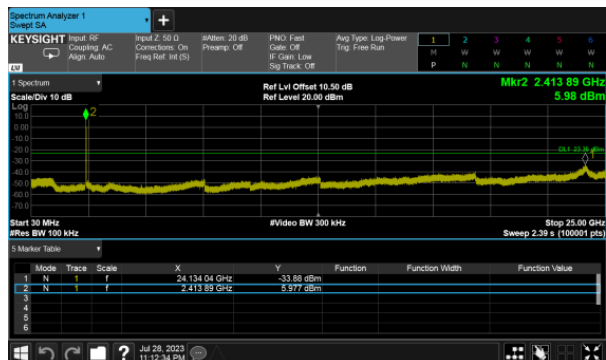 Spectrum Analyzer 1
Swept SA
+
KEYSIGHT Input: RF Input Z: 50 Ω #Atten: 20 dB PNO: Fast Avg Type: Log-Power 1 2 3 4 5 6
Coupling: AC Corrections: On Preamp: Off Gate: Off Trig: Free Run M W W W W W
Align: Auto Freq Ref: Int (S) IF Gain: Low
Sig Track: Off P N N N N N
1 Spectrum
Ref Lvl Offset 10.50 dB Mkr2 2.413 89 GHz
Scale/Div 10 dB Ref Level 20.00 dBm 5.98 dBm
Log
10.0
0.00
-10.0
-20.0
-30.0
-40.0
-50.0
-60.0
-70.0
2
1
Start 30 MHz #Video BW 300 kHz Stop 25.00 GHz
#Res BW 100 kHz Sweep 2.39 s (100001 pts)
5 Marker Table
Mode Trace Scale X Y Function Function Width Function Value
1 N 1 f 24.134 04 GHz -33.88 dBm
2 N 1 f 2.413 89 GHz 5.977 dBm
3
4
5
6
?
Jul 28, 2023
11:12:34 PM